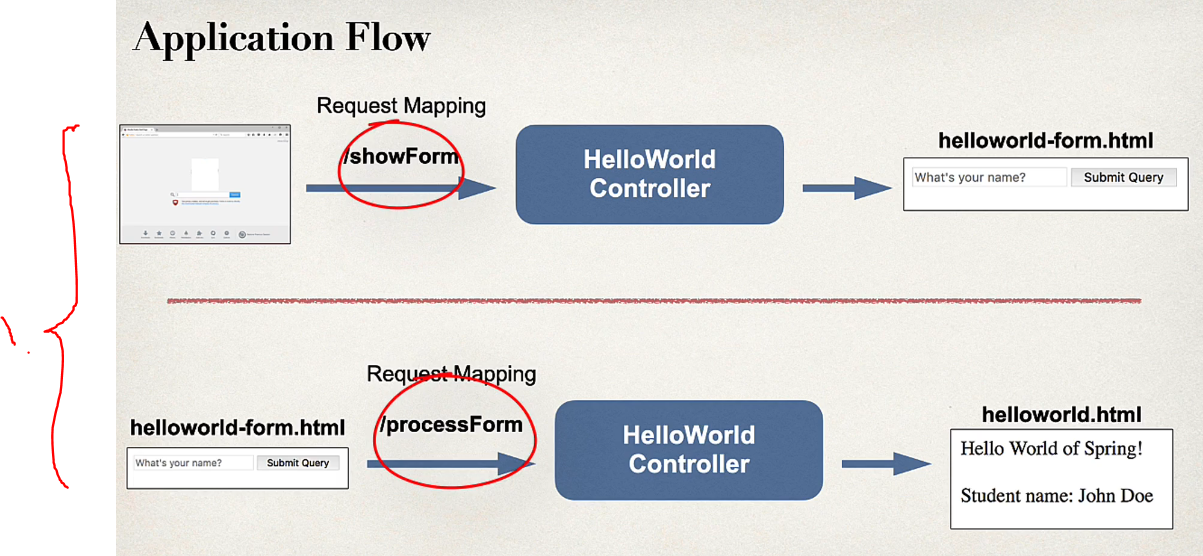 Application Flow
Request Mapping
/showForm
HelloWorld
Controller
helloworld-form.html
What's your name?
Submit Query
Request Mapping
/processForm
helloworld-form.html
What's your name?
Submit Query
HelloWorld
Controller
helloworld.html
Hello World of Spring!
Student name: John Doe